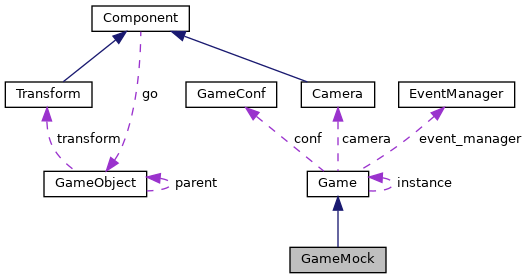 Component
go
Transform
GameConf
Camera
EventManager
transform
conf
camera
event_manager
GameObject
parent
Game
instance
GameMock